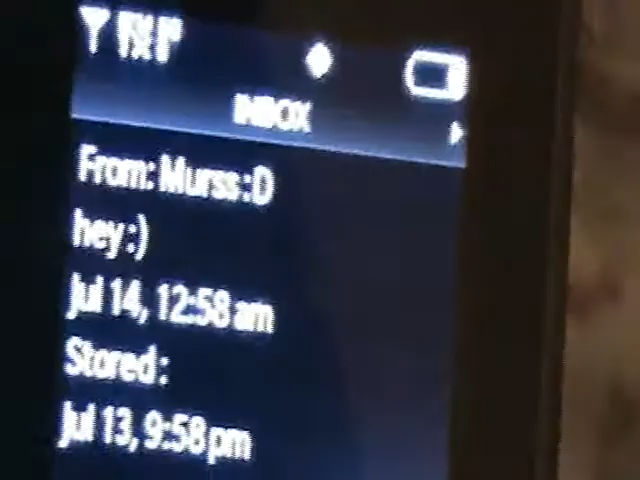 INBOX
From: Murss:D
hey:)
Jul 14, 12:58 am
Stored:
Jul 13, 9:58 pm